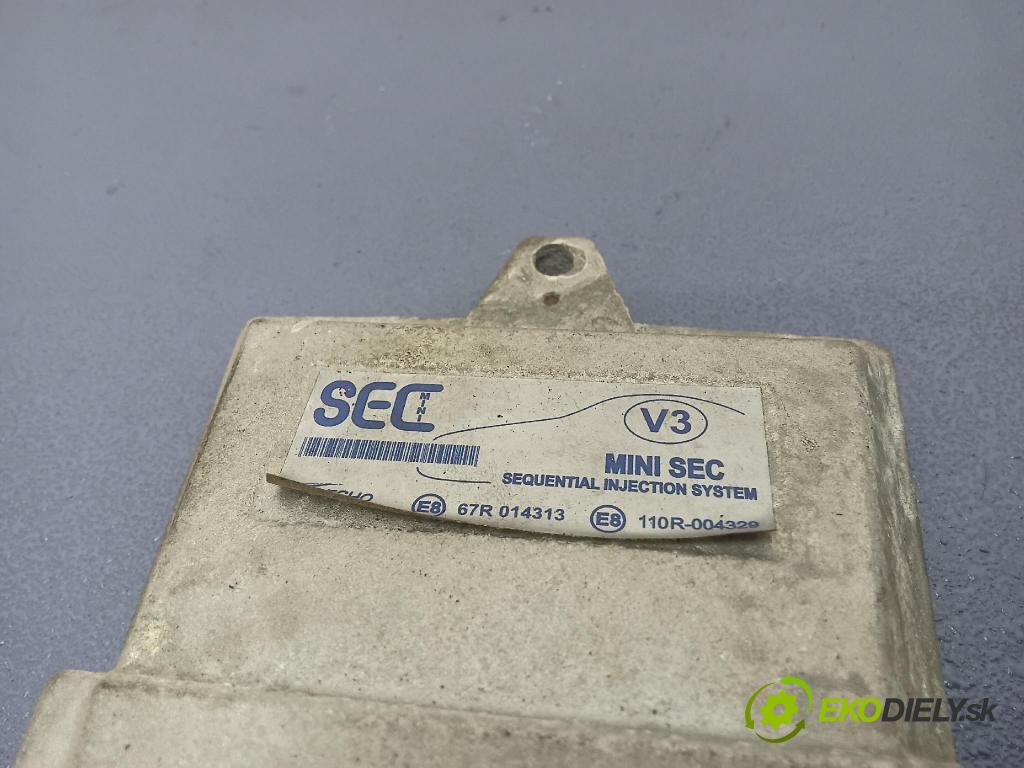 SEC MINI
V3
MINI SEC
SEQUENTIAL INJECTION SYSTEM
E8 67R 014313 E8 110R-004329
EKODIELY.sk